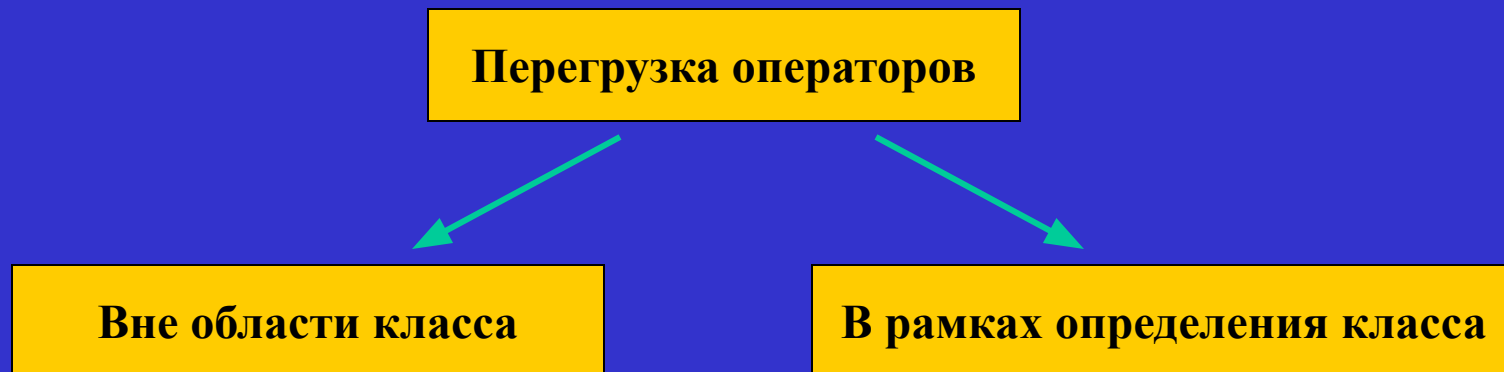 Перегрузка операторов
Вне области класса
В рамках определения класса